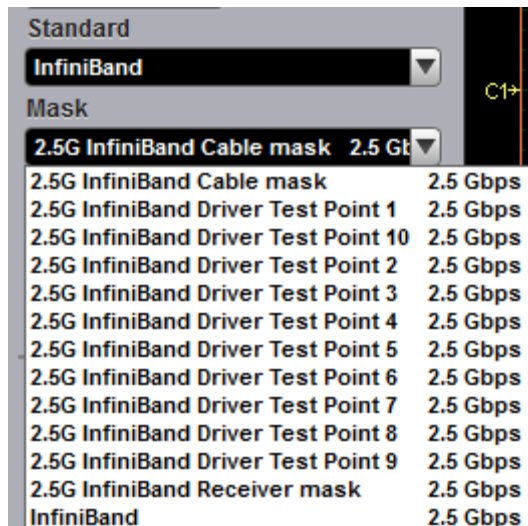 Standard
InfiniBand
C1
Mask
2.5G InfiniBand Cable mask 2.5 Gb
2.5G InfiniBand Cable mask 2.5 Gbps
2.5G InfiniBand Driver Test Point 1 2.5 Gbps
2.5G InfiniBand Driver Test Point 10 2.5 Gbps
2.5G InfiniBand Driver Test Point 2 2.5 Gbps
2.5G InfiniBand Driver Test Point 3 2.5 Gbps
2.5G InfiniBand Driver Test Point 4 2.5 Gbps
2.5G InfiniBand Driver Test Point 5 2.5 Gbps
2.5G InfiniBand Driver Test Point 6 2.5 Gbps
2.5G InfiniBand Driver Test Point 7 2.5 Gbps
2.5G InfiniBand Driver Test Point 8 2.5 Gbps
2.5G InfiniBand Driver Test Point 9 2.5 Gbps
2.5G InfiniBand Receiver mask 2.5 Gbps
InfiniBand 2.5 Gbps